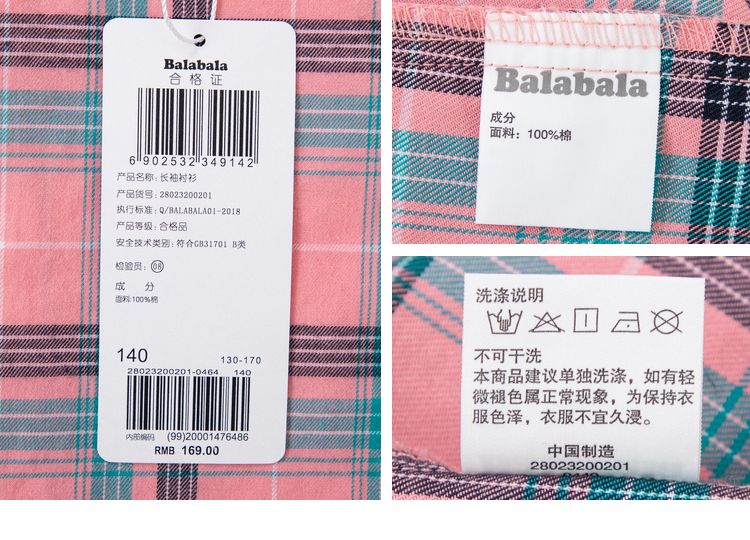 Balabala
合格证
6 902532 349142
产品名称: 长袖衬衫
产品货号: 28023200201
执行标准: Q/BALABALA01-2018
产品等级: 合格品
安全技术类别: 符合GB31701 B类
检验员: 08
成 分
面料:100%棉
140 130-170
28023200201-0464 140
内部编码 (99)20001476486
RMB 169.00
Balabala
成分
面料: 100%棉
洗涤说明
不可干洗
本商品建议单独洗涤，如有轻
微褪色属正常现象，为保持衣
服色泽，衣服不宜久浸。
中国制造
28023200201